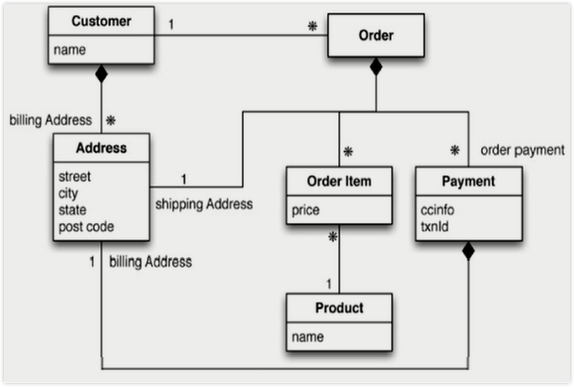 Customer
name
1
*
Order
billing Address
*
Address
street
city
state
post code
1
shipping Address
*
Order Item
price
*
order payment
Payment
ccinfo
txnId
*
1
Product
name
1
billing Address